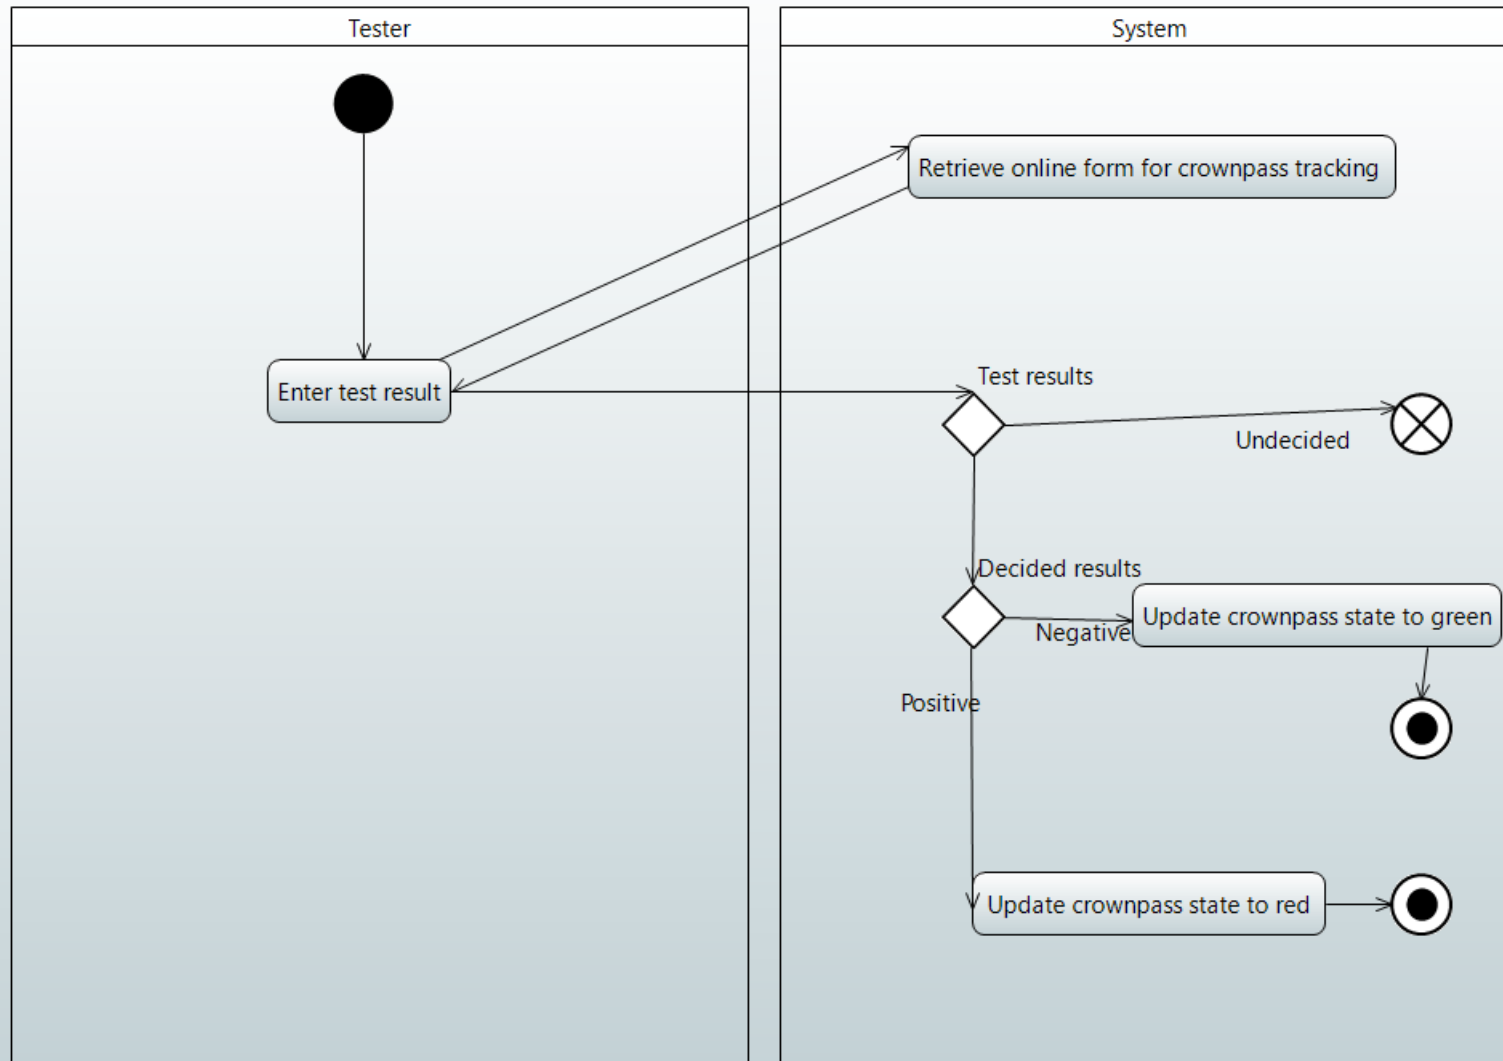 Tester
System
Retrieve online form for crownpass tracking
Enter test result
Test results
Undecided
Decided results
Negative
Update crownpass state to green
Positive
Update crownpass state to red